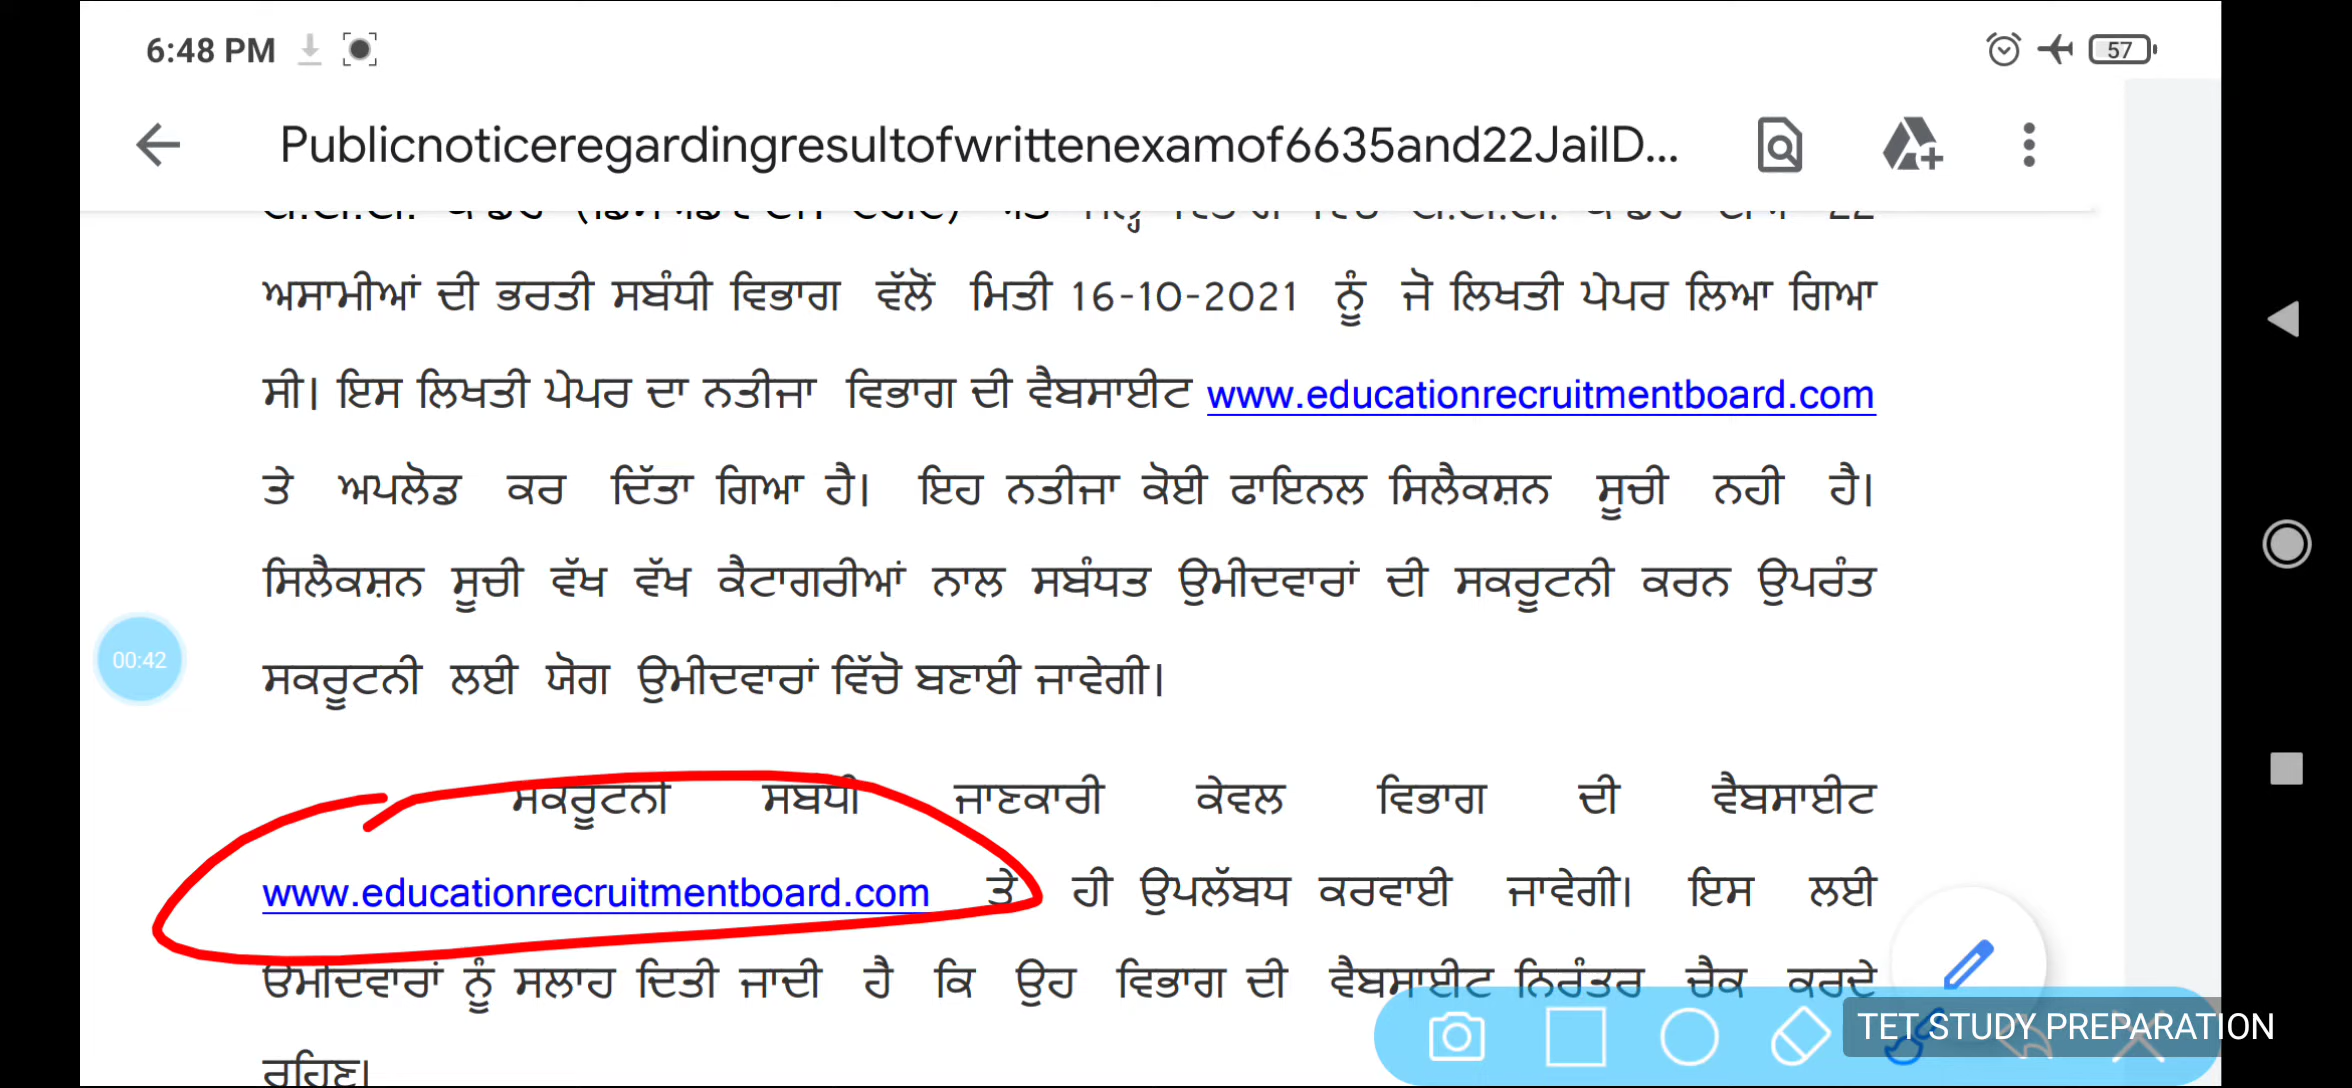 6:48 PM
57
Publicnoticeregardingresultofwrittenexamof6635and22JailD...
22
ਅਸਾਮੀਆਂ ਦੀ ਭਰਤੀ ਸਬੰਧੀ ਵਿਭਾਗ ਵੱਲੋਂ ਮਿਤੀ 16-10-2021 ਨੂੰ ਜੋ ਲਿਖਤੀ ਪੇਪਰ ਲਿਆ ਗਿਆ
ਸੀ। ਇਸ ਲਿਖਤੀ ਪੇਪਰ ਦਾ ਨਤੀਜਾ ਵਿਭਾਗ ਦੀ ਵੈਬਸਾਈਟ www.educationrecruitmentboard.com
ਤੇ ਅਪਲੋਡ ਕਰ ਦਿੱਤਾ ਗਿਆ ਹੈ। ਇਹ ਨਤੀਜਾ ਕੋਈ ਫਾਇਨਲ ਸਿਲੈਕਸ਼ਨ ਸੂਚੀ ਨਹੀ ਹੈ।
ਸਿਲੈਕਸ਼ਨ ਸੂਚੀ ਵੱਖ ਵੱਖ ਕੈਟਾਗਰੀਆਂ ਨਾਲ ਸਬੰਧਤ ਉਮੀਦਵਾਰਾਂ ਦੀ ਸਕਰੂਟਨੀ ਕਰਨ ਉਪਰੰਤ
ਸਕਰੂਟਨੀ ਲਈ ਯੋਗ ਉਮੀਦਵਾਰਾਂ ਵਿੱਚੋ ਬਣਾਈ ਜਾਵੇਗੀ।
00:42
ਸਕਰੂਟਨੀ ਸਬੰਧੀ ਜਾਣਕਾਰੀ ਕੇਵਲ ਵਿਭਾਗ ਦੀ ਵੈਬਸਾਈਟ
www.educationrecruitmentboard.com ਤੇ ਹੀ ਉਪਲੱਬਧ ਕਰਵਾਈ ਜਾਵੇਗੀ। ਇਸ ਲਈ
ਉਮੀਦਵਾਰਾਂ ਨੂੰ ਸਲਾਹ ਦਿਤੀ ਜਾਦੀ ਹੈ ਕਿ ਉਹ ਵਿਭਾਗ ਦੀ ਵੈਬਸਾਈਟ ਨਿਰੰਤਰ ਚੈਕ ਕਰਦੇ
TET STUDY PREPARATION
ਰਹਿਣ।